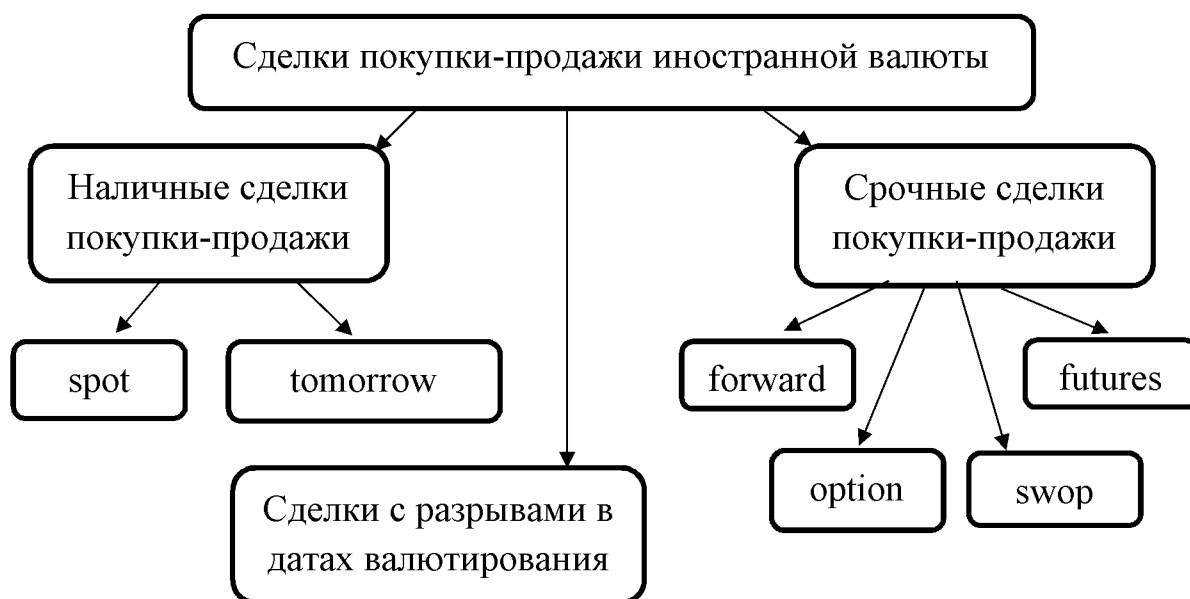 Сделки покупки-продажи иностранной валюты
Наличные сделки
покупки-продажи
Срочные сделки
покупки-продажи
spot
tomorrow
forward
futures
option
swop
Сделки с разрывами в
датах валютирования